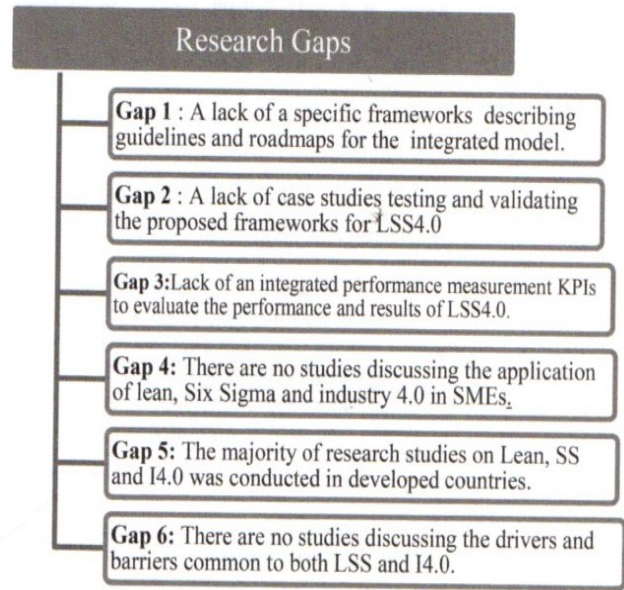 Research Gaps
Gap 1 : A lack of a specific frameworks describing
guidelines and roadmaps for the integrated model.
Gap 2 : A lack of case studies testing and validating
the proposed frameworks for LSS4.0
Gap 3:Lack of an integrated performance measurement KPIs
to evaluate the performance and results of LSS4.0.
Gap 4: There are no studies discussing the application
of lean, Six Sigma and industry 4.0 in SMEs.
Gap 5: The majority of research studies on Lean, SS
and I4.0 was conducted in developed countries.
Gap 6: There are no studies discussing the drivers and
barriers common to both LSS and I4.0.